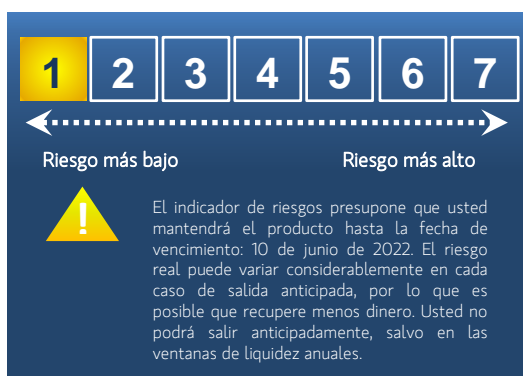 1 2 3 4 5 6 7
Riesgo más bajo Riesgo más alto
!
El indicador de riesgos presupone que usted
mantendrá el producto hasta la fecha de
vencimiento: 10 de junio de 2022. El riesgo
real puede variar considerablemente en cada
caso de salida anticipada, por lo que es
posible que recupere menos dinero. Usted no
podrá salir anticipadamente, salvo en las
ventanas de liquidez anuales.